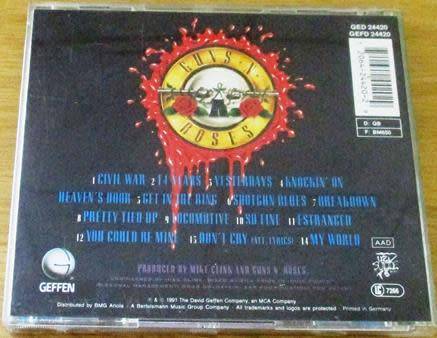 GED 24420
GEFD 24420
GUNS N' ROSES
D: GB
F: BM650
1 CIVIL WAR 2 14 YEARS 3 YESTERDAYS 4 KNOCKIN' ON
HEAVEN'S DOOR 5 GET IN THE RING 6 SHOTGUN BLUES 7 BREAKDOWN
8 PRETTY TIED UP 9 LOCOMOTIVE 10 SO FINE 11 ESTRANGED
12 YOU COULD BE MINE 13 DON'T CRY (ALT. LYRICS) 14 MY WORLD
PRODUCED BY MIKE CLINK AND GUNS N' ROSES
AAD
GEFFEN
LC 7266
℗ & © 1991 The David Geffen Company, an MCA Company
Distributed by BMG Ariola | A Bertelsmann Music Group Company | All trademarks and logos are protected · Printed in Germany